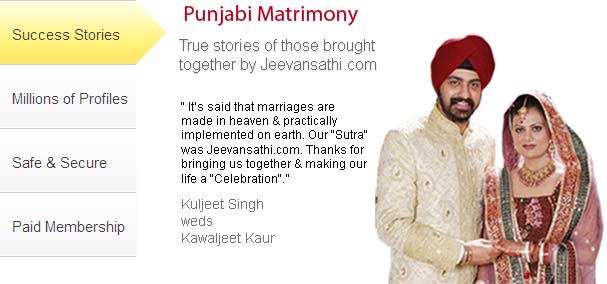 Success Stories
Millions of Profiles
Safe & Secure
Paid Membership
Punjabi Matrimony
True stories of those brought
together by Jeevansathi.com
" It's said that marriages are
made in heaven & practically
implemented on earth. Our "Sutra"
was Jeevansathi.com. Thanks for
bringing us together & making our
life a "Celebration"."
Kuljeet Singh
weds
Kawaljeet Kaur